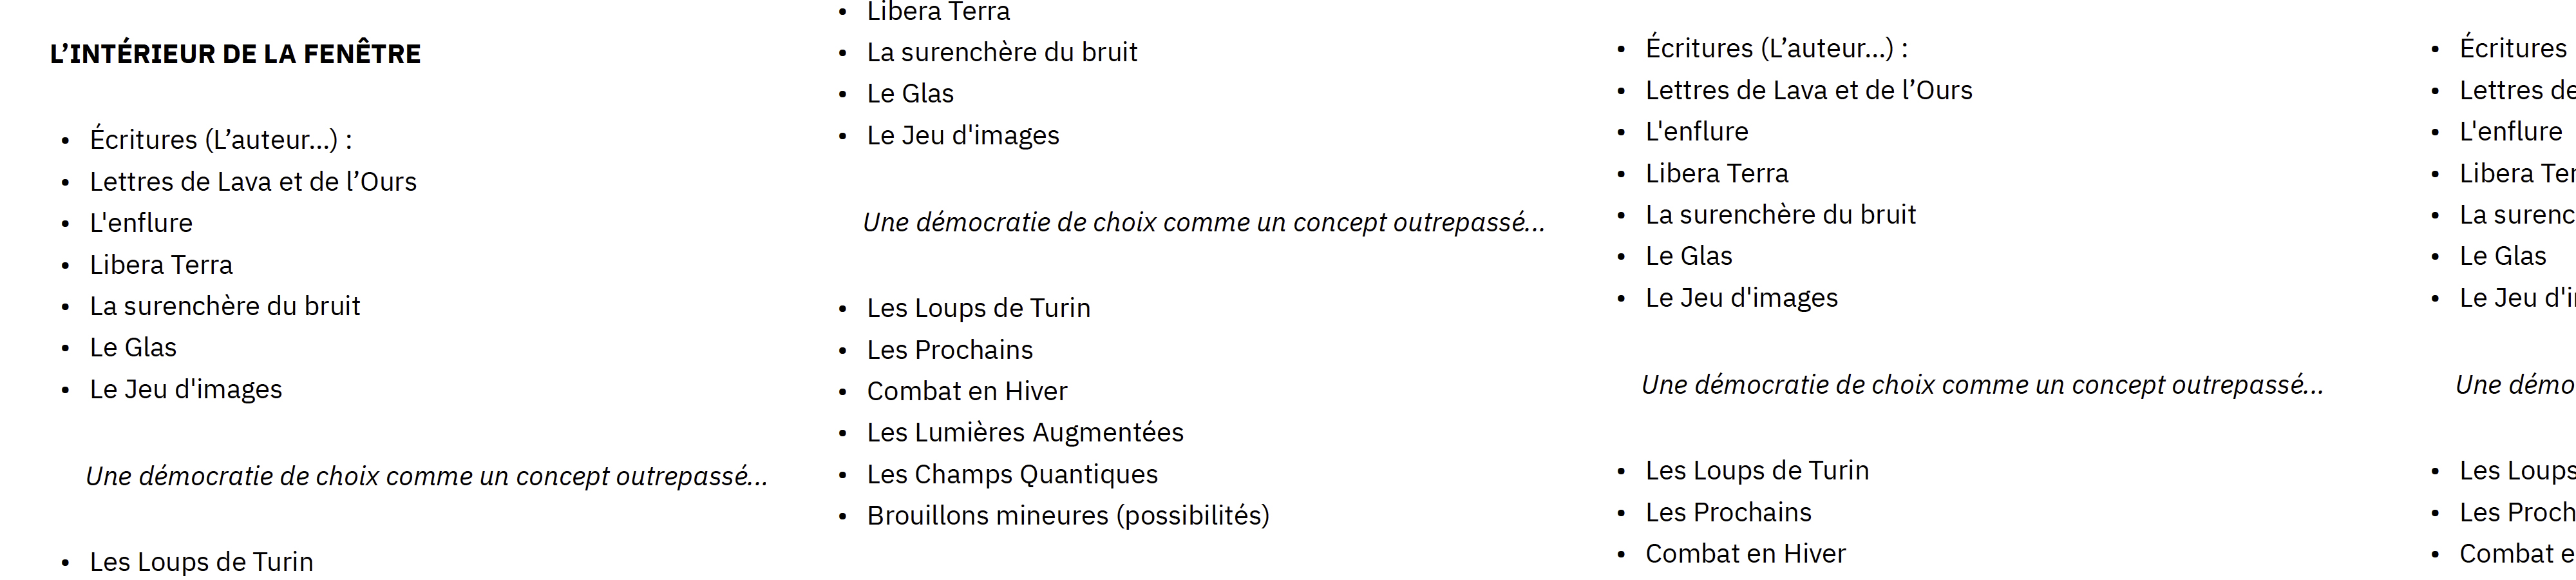 L’INTÉRIEUR DE LA FENÊTRE
• Écritures (L’auteur...) :
• Lettres de Lava et de l’Ours
• L'enflure
• Libera Terra
• La surenchère du bruit
• Le Glas
• Le Jeu d'images
Une démocratie de choix comme un concept outrepassé...
• Les Loups de Turin
• Libera Terra
• La surenchère du bruit
• Le Glas
• Le Jeu d'images
Une démocratie de choix comme un concept outrepassé...
• Les Loups de Turin
• Les Prochains
• Combat en Hiver
• Les Lumières Augmentées
• Les Champs Quantiques
• Brouillons mineures (possibilités)
• Écritures (L’auteur...) :
• Lettres de Lava et de l’Ours
• L'enflure
• Libera Terra
• La surenchère du bruit
• Le Glas
• Le Jeu d'images
Une démocratie de choix comme un concept outrepassé...
• Les Loups de Turin
• Les Prochains
• Combat en Hiver
• Écritures
• Lettres de
• L'enflure
• Libera
• La
• Le Glas
• Le Jeu
Une
• Les Loups
• Les
• Combat